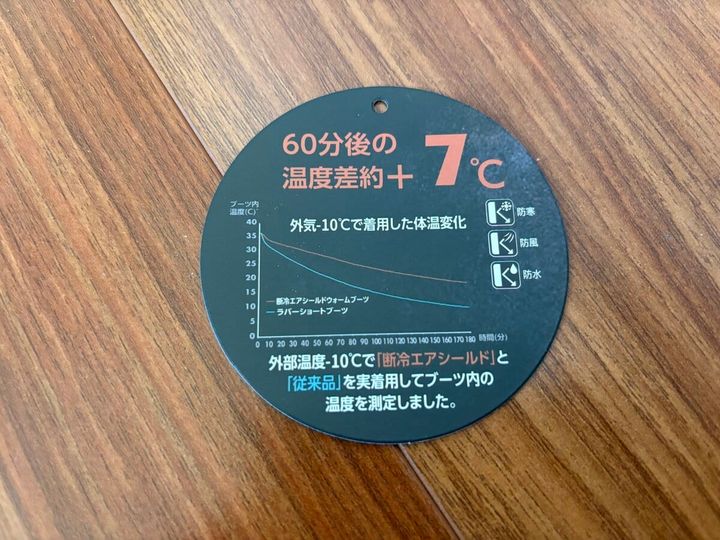 60分後の
温度差約+7℃
ブーツ内
温度(C)゜
外気-10℃で着用した体温変化
防寒
防風
防水
40
35
30
25
20
15
10
5
0
断冷エアシールドウォームブーツ
ラバーショートブーツ
0 10 20 30 40 50 60 70 80 90 100 110 120 130 140 150 160 170 180 時間(分)
外部温度-10℃で「断冷エアシールド」と
「従来品」を実着用してブーツ内の
温度を測定しました。